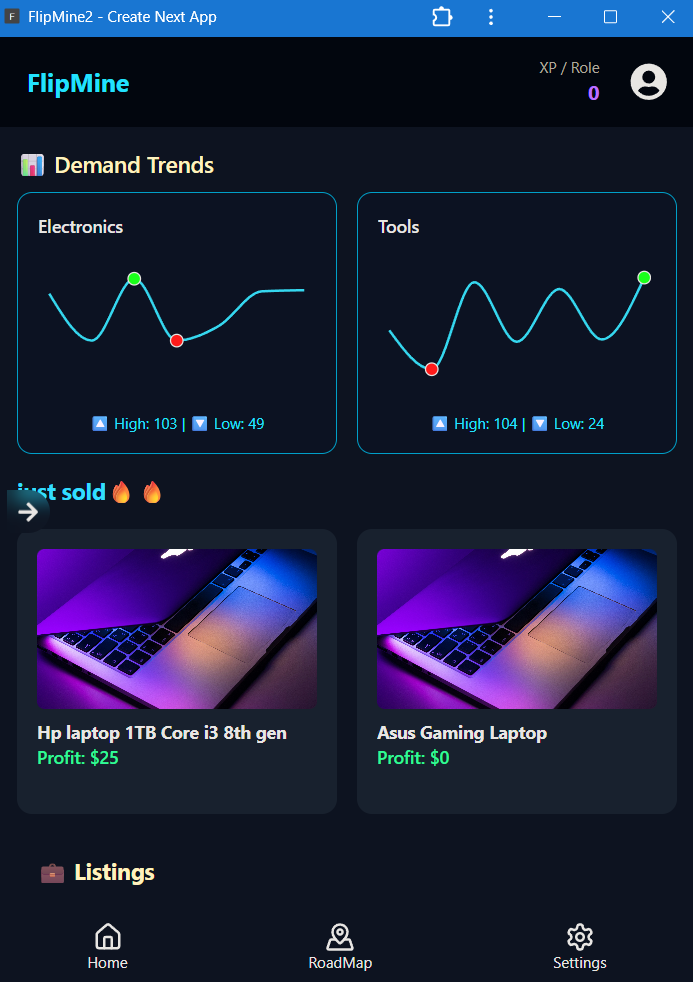 FlipMine2 - Create Next App
FlipMine
XP / Role
0
Demand Trends
Electronics
High: 103 | Low: 49
Tools
High: 104 | Low: 24
just sold
Hp laptop 1TB Core i3 8th gen
Profit: $25
Asus Gaming Laptop
Profit: $0
Listings
Home
RoadMap
Settings